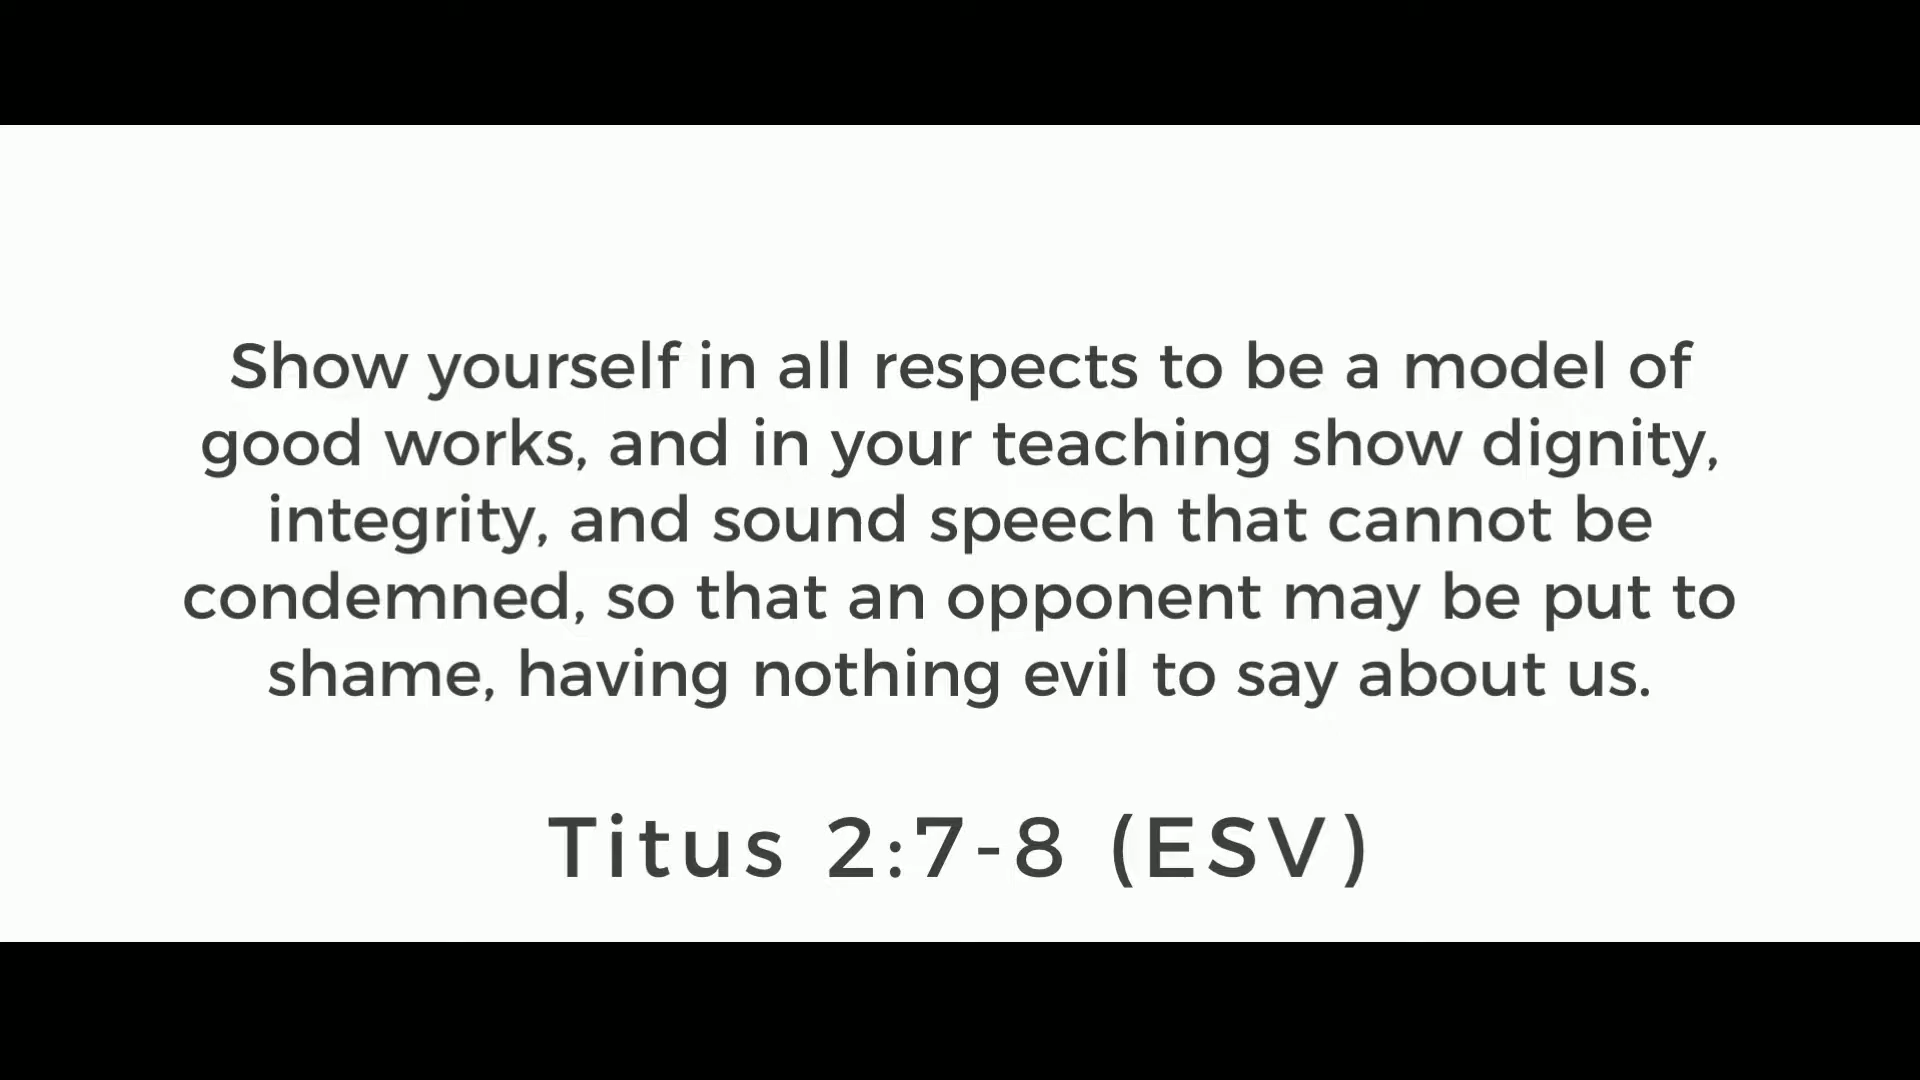 Show yourself in all respects to be a model of
good works, and in your teaching show dignity,
integrity, and sound speech that cannot be
condemned, so that an opponent may be put to
shame, having nothing evil to say about us.
Titus 2:7-8 (ESV)